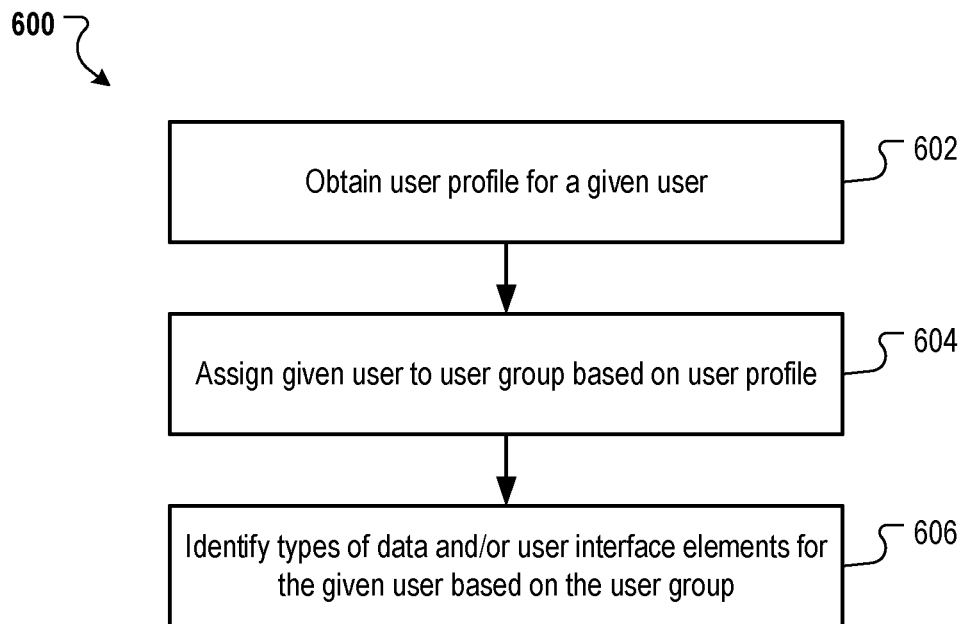 600
Obtain user profile for a given user
602
Assign given user to user group based on user profile
604
Identify types of data and/or user interface elements for
the given user based on the user group
606